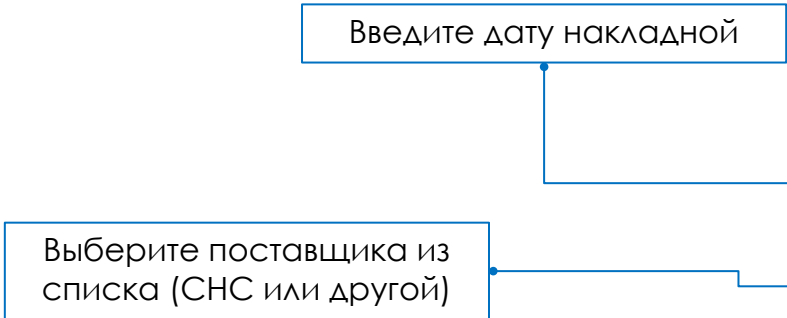 Введите дату накладной
Выберите поставщика из
списка (СНС или другой)